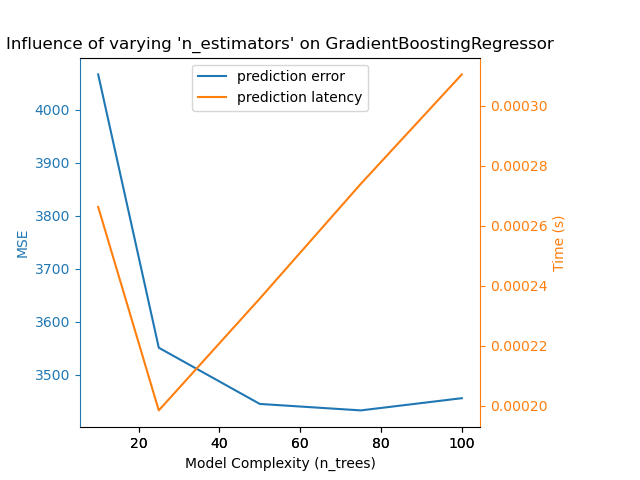 Influence of varying 'n_estimators' on GradientBoostingRegressor
prediction error
prediction latency
4000
3900
3800
3700
3600
3500
MSE
0.00030
0.00028
0.00026
0.00024
0.00022
0.00020
Time (s)
20 40 60 80 100
Model Complexity (n_trees)